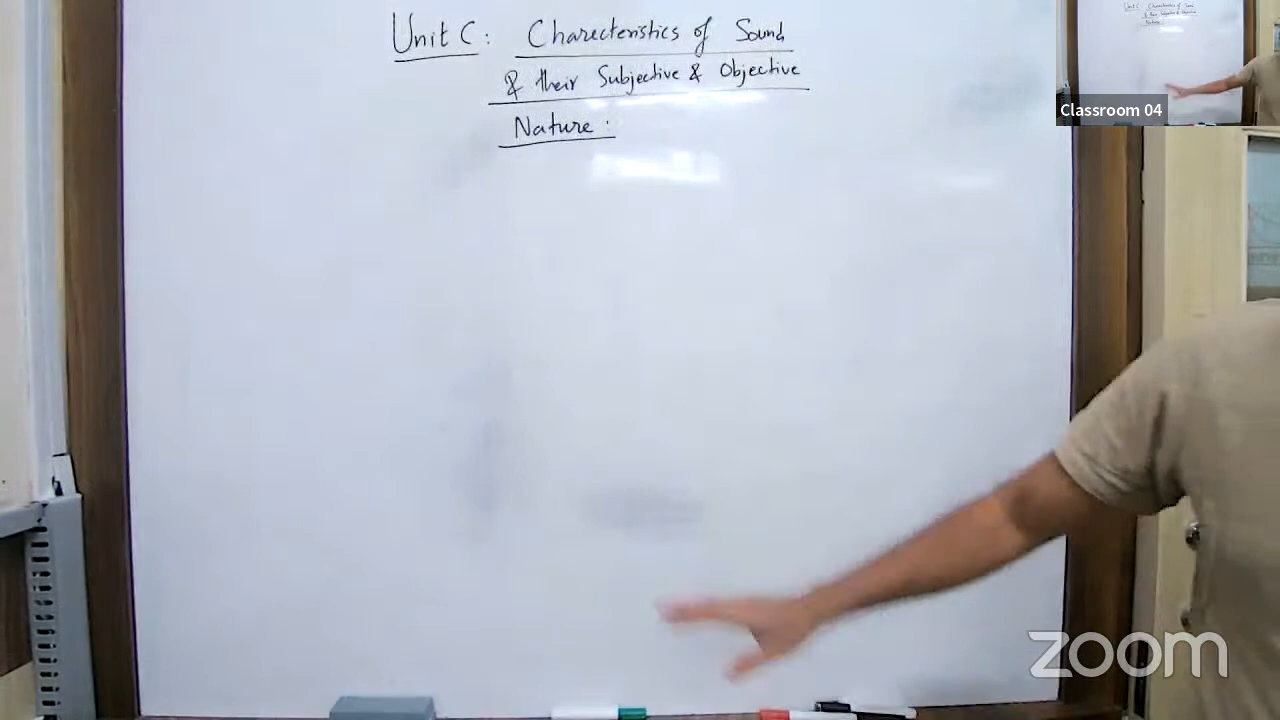 Unit C: Charecteristics of Sound
& their Subjective & Objective
Nature:
Classroom 04
zoom